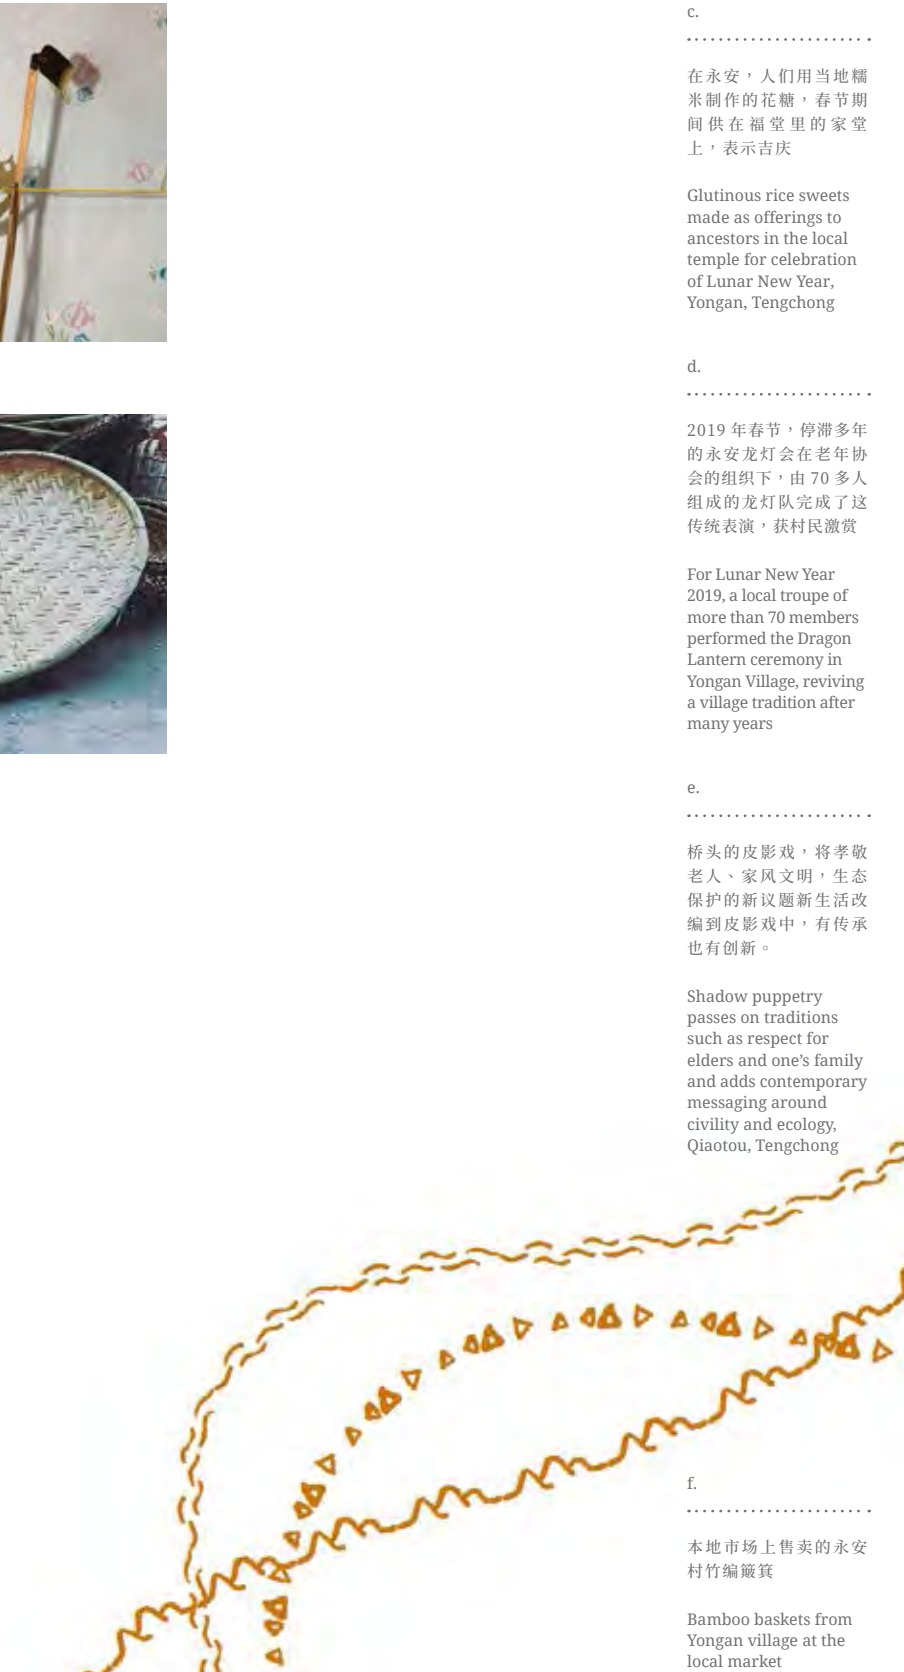 c.
在永安，人们用当地糯
米制作的花糖，春节期
间供在福堂里的家堂
上，表示吉庆
Glutinous rice sweets
made as offerings to
ancestors in the local
temple for celebration
of Lunar New Year,
Yongan, Tengchong
d.
2019 年春节，停滞多年
的永安龙灯会在老年协
会的组织下，由 70 多人
组成的龙灯队完成了这
传统表演，获村民激赏
For Lunar New Year
2019, a local troupe of
more than 70 members
performed the Dragon
Lantern ceremony in
Yongan Village, reviving
a village tradition after
many years
e.
桥头的皮影戏，将孝敬
老人、家风文明，生态
保护的新议题新生活改
编到皮影戏中，有传承
也有创新。
Shadow puppetry
passes on traditions
such as respect for
elders and one’s family
and adds contemporary
messaging around
civility and ecology,
Qiaotou, Tengchong
f.
本地市场上售卖的永安
村竹编簸箕
Bamboo baskets from
Yongan village at the
local market